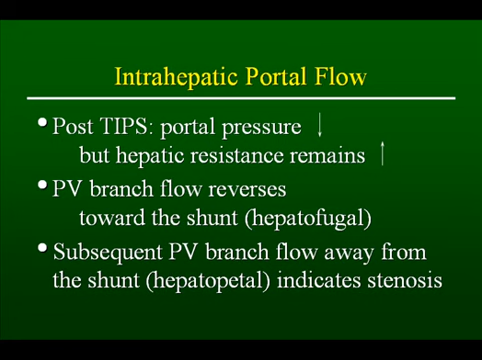 Intrahepatic Portal Flow
• Post TIPS: portal pressure ↓
but hepatic resistance remains ↑
• PV branch flow reverses
toward the shunt (hepatofugal)
• Subsequent PV branch flow away from
the shunt (hepatopetal) indicates stenosis